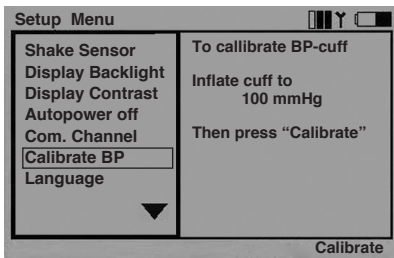 Setup Menu
Shake Sensor
Display Backlight
Display Contrast
Autopower off
Com. Channel
Calibrate BP
Language
To callibrate BP-cuff
Inflate cuff to
100 mmHg
Then press “Calibrate”
Calibrate